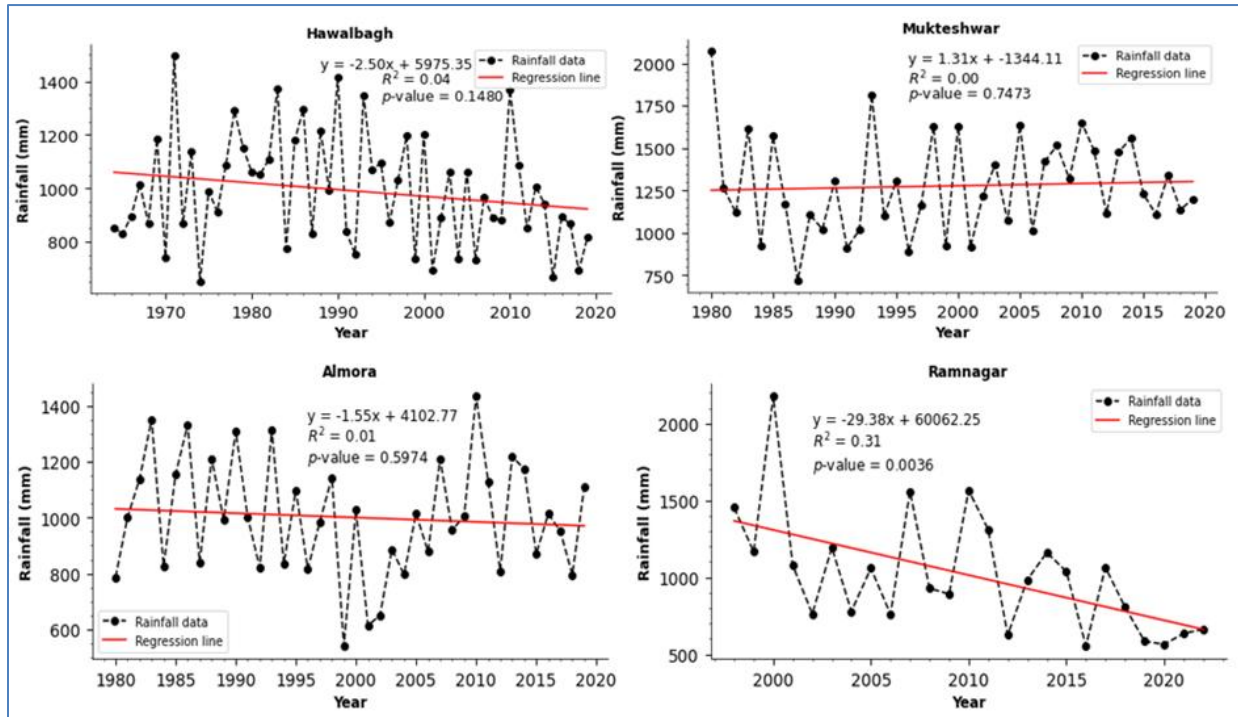 Hawalbagh
y = -2.50x + 5975.35
R² = 0.04
p-value = 0.1480
Rainfall data
Regression line
1400
1200
1000
800
Rainfall (mm)
1970 1980 1990 2000 2010 2020
Year
Mukteshwar
y = 1.31x + -1344.11
R² = 0.00
p-value = 0.7473
Rainfall data
Regression line
2000
1750
1500
1250
1000
750
Rainfall (mm)
1980 1985 1990 1995 2000 2005 2010 2015 2020
Year
Almora
y = -1.55x + 4102.77
R² = 0.01
p-value = 0.5974
1400
1200
1000
800
600
Rainfall (mm)
Rainfall data
Regression line
1980 1985 1990 1995 2000 2005 2010 2015 2020
Year
Ramnagar
y = -29.38x + 60062.25
R² = 0.31
p-value = 0.0036
Rainfall data
Regression line
2000
1500
1000
500
Rainfall (mm)
2000 2005 2010 2015 2020
Year